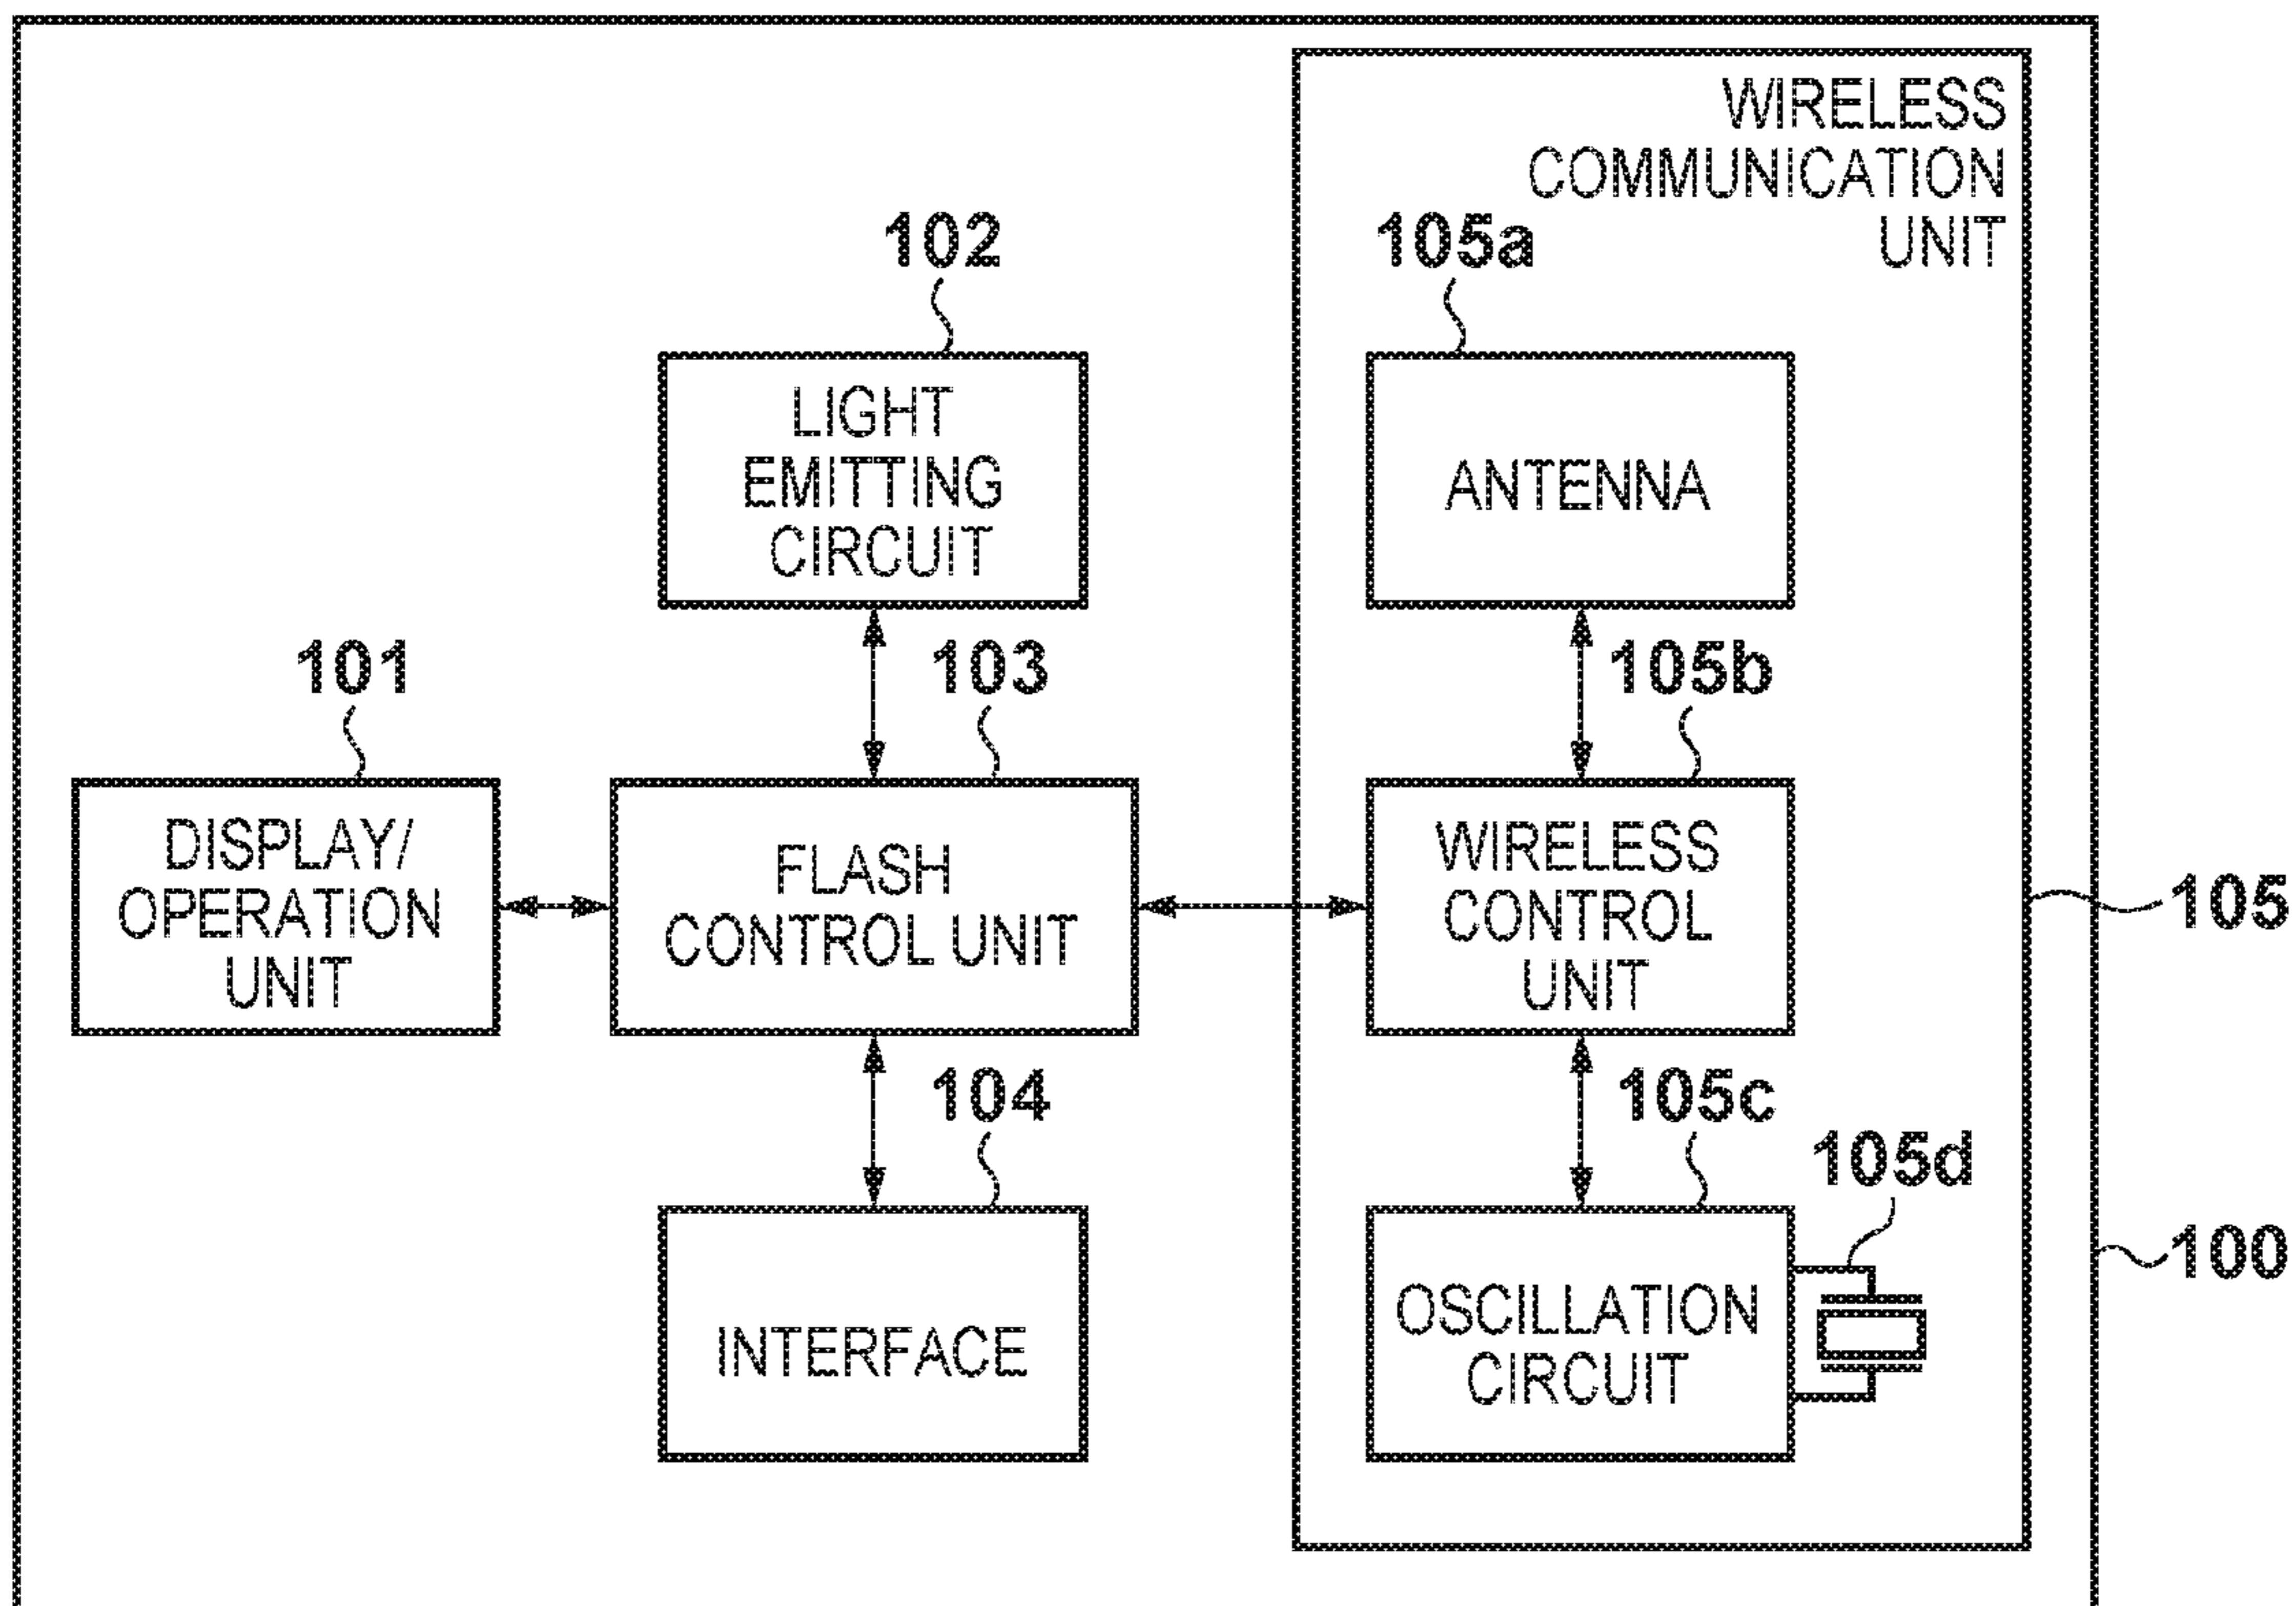 WIRELESS
COMMUNICATION
UNIT
102
105a
LIGHT
EMITTING
CIRCUIT
ANTENNA
101
103
105b
DISPLAY/
OPERATION
UNIT
FLASH
CONTROL UNIT
WIRELESS
CONTROL
UNIT
105
104
105c
105d
100
INTERFACE
OSCILLATION
CIRCUIT